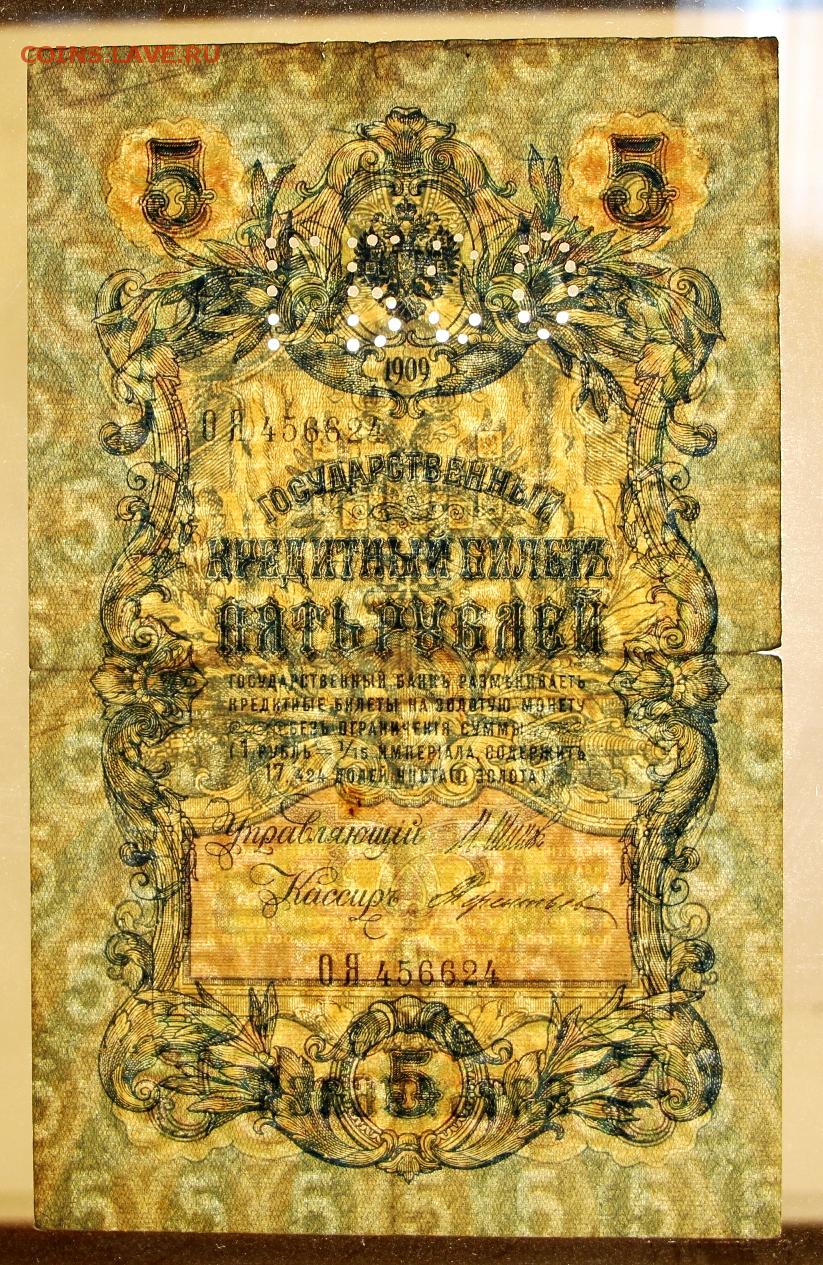 COINS.LAVE.RU
5 5
1909
ОЯ 456624
ГОСУДАРСТВЕННЫЙ
КРЕДИТНЫЙ БИЛЕТЪ
ПЯТЬ РУБЛЕЙ
ГОСУДАРСТВЕННЫЙ БАНКЪ РАЗМѢНИВАЕТЪ
КРЕДИТНЫЕ БИЛЕТЫ НА ЗОЛОТУЮ МОНЕТУ
БЕЗЪ ОГРАНИЧЕНІЯ СУММЫ
(1 РУБЛЬ = 1/15 ИМПЕРІАЛА, СОДЕРЖИТЪ
17,424 ДОЛЕЙ ЧИСТАГО ЗОЛОТА).
Управляющій
Кассиръ
ОЯ 456624
5